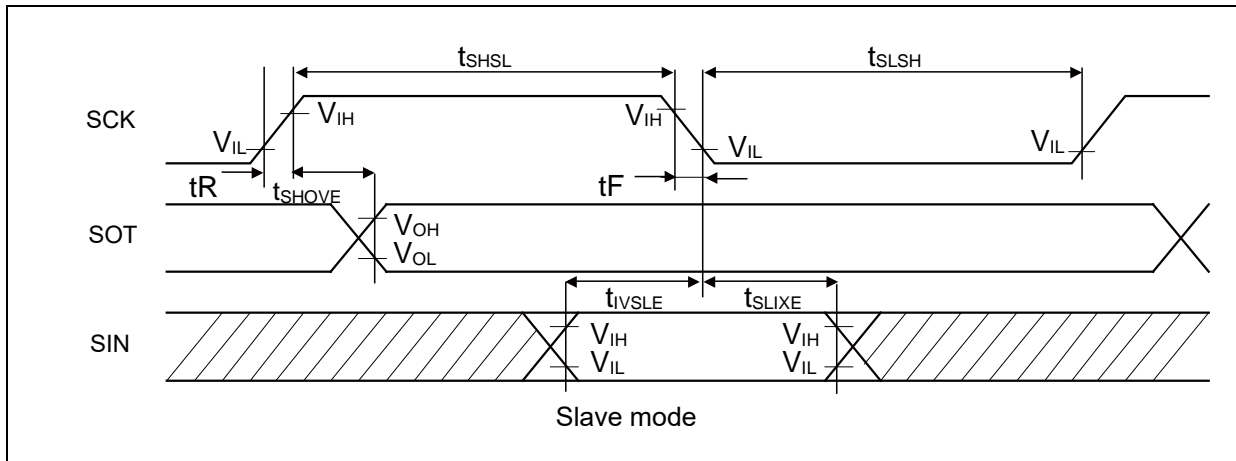 tSHSL tSLSH
SCK VIH VIH
VIL VIL VIL
tR tSHOVE tF
SOT VOH
VOL
tIVSLE tSLIXE
SIN VIH VIH
VIL VIL
Slave mode